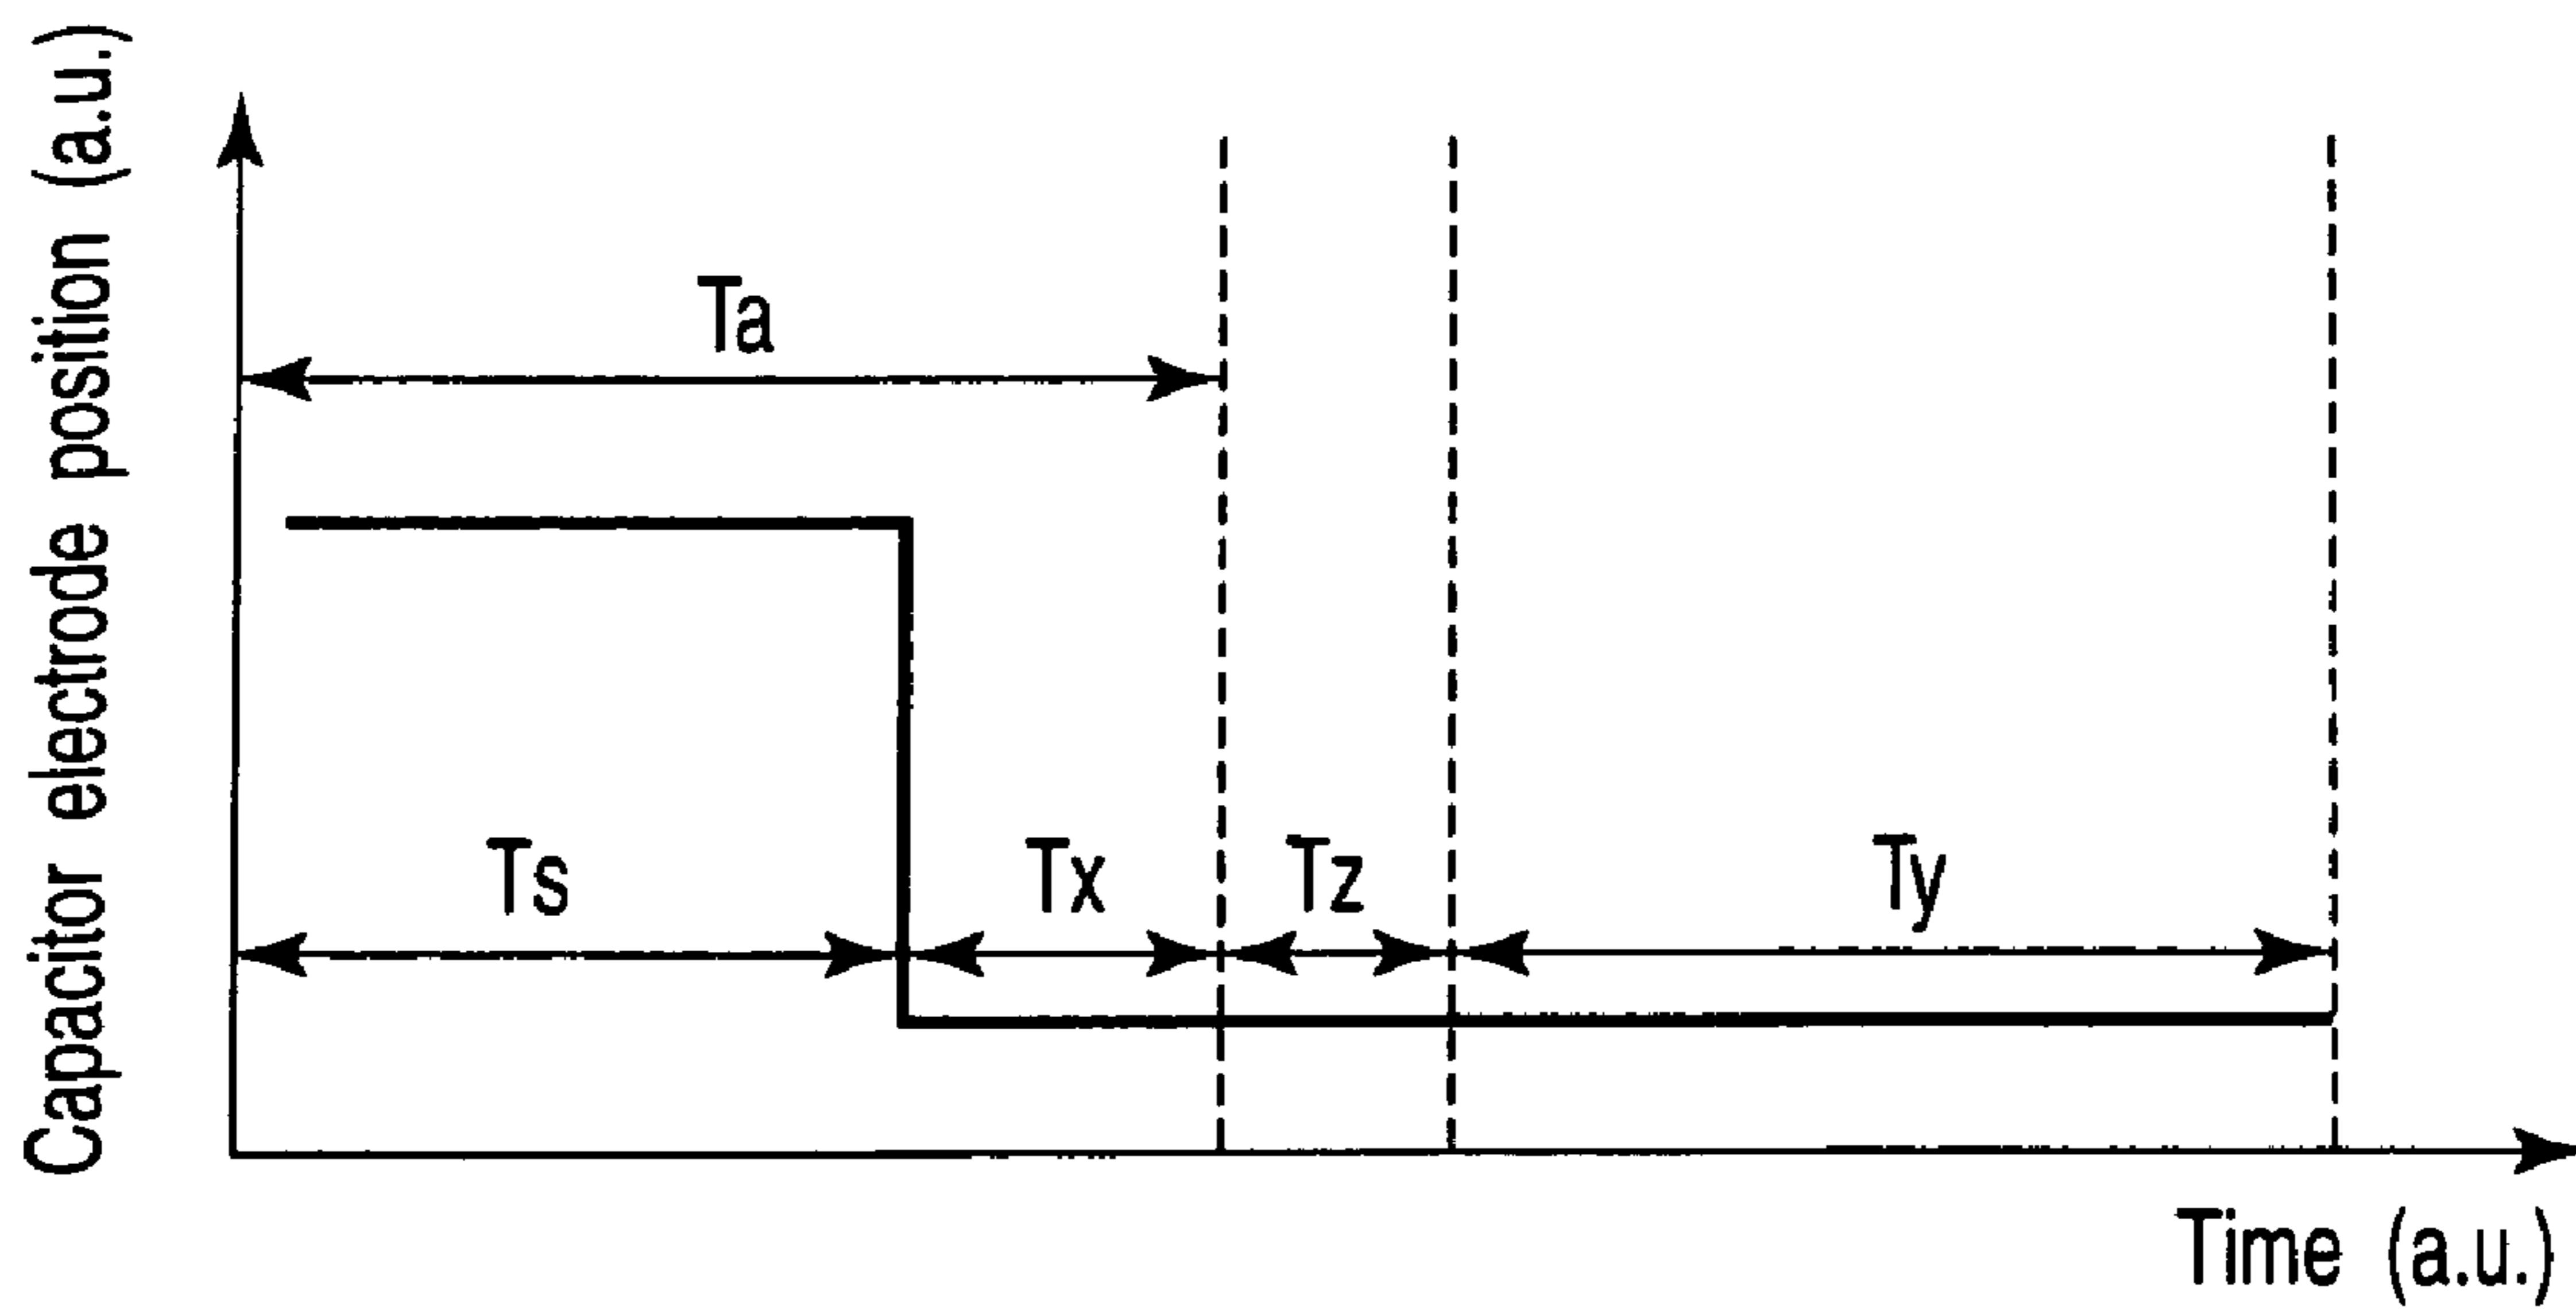 Capacitor electrode position (a.u.)
Ta
Ts
Tx
Tz
Ty
Time (a.u.)